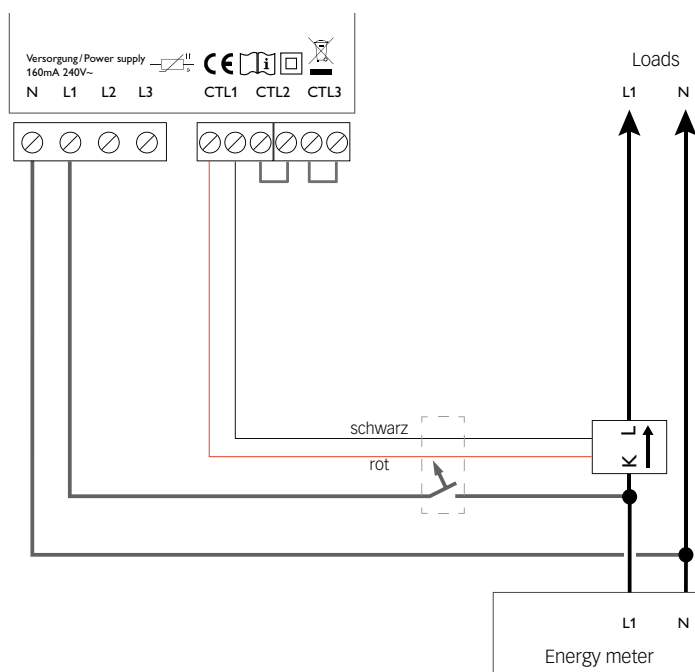 Versorgung/Power supply
160mA 240V~
N L1 L2 L3 CTL1 CTL2 CTL3
Loads
L1 N
schwarz
rot
K L
L1 N
Energy meter